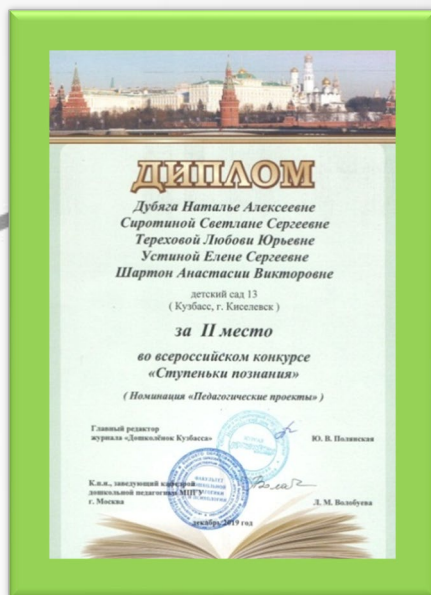 ДИПЛОМ
Дубяга Наталье Алексеевне
Сиротиной Светлане Сергеевне
Тереховой Любови Юрьевне
Устиной Елене Сергеевне
Шартон Анастасии Викторовне
детский сад 13
( Кузбасс, г. Киселевск )
за II место
во всероссийском конкурсе
«Ступеньки познания»
( Номинация «Педагогические проекты» )
Главный редактор
журнала «Дошколёнок Кузбасса»
Ю. В. Полянская
К.п.н., заведующий кафедрой
дошкольной педагогики МПГУ
г. Москва
Л. М. Волобуева
декабрь 2019 год